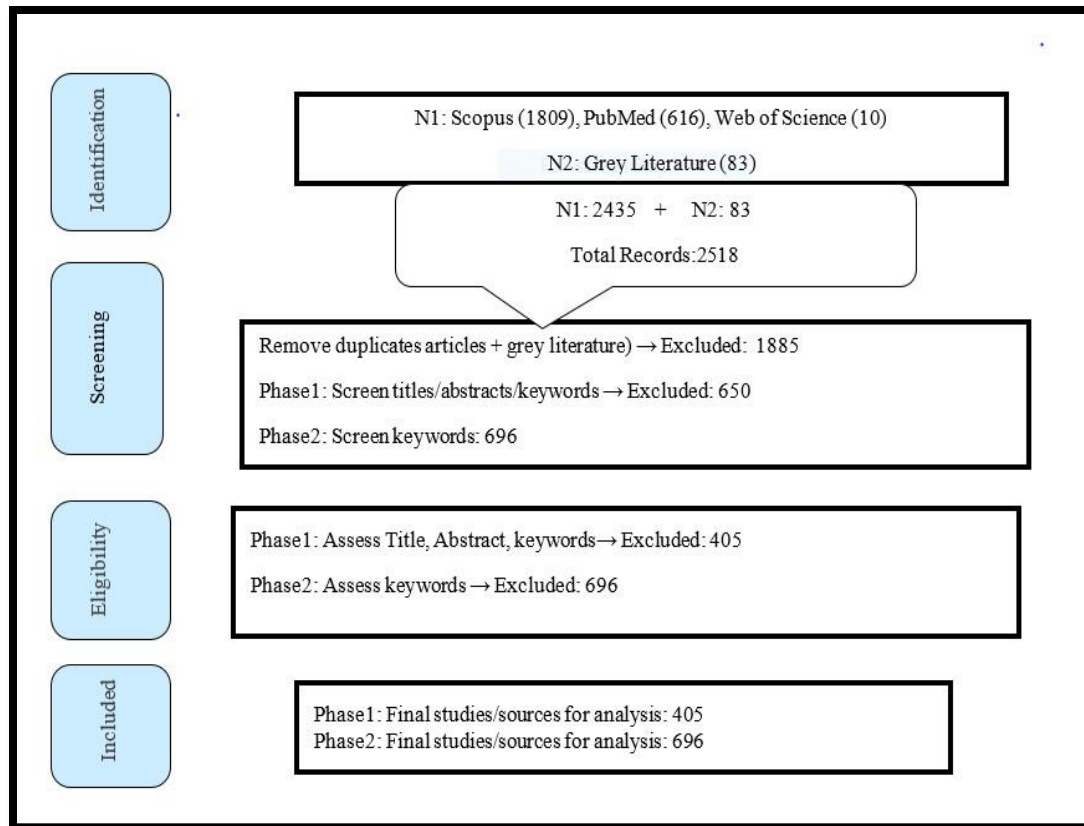 Identification
N1: Scopus (1809), PubMed (616), Web of Science (10)
N2: Grey Literature (83)
N1: 2435 + N2: 83
Total Records:2518
Screening
Remove duplicates articles + grey literature) → Excluded: 1885
Phase1: Screen titles/abstracts/keywords → Excluded: 650
Phase2: Screen keywords: 696
Eligibility
Phase1: Assess Title, Abstract, keywords→ Excluded: 405
Phase2: Assess keywords → Excluded: 696
Included
Phase1: Final studies/sources for analysis: 405
Phase2: Final studies/sources for analysis: 696